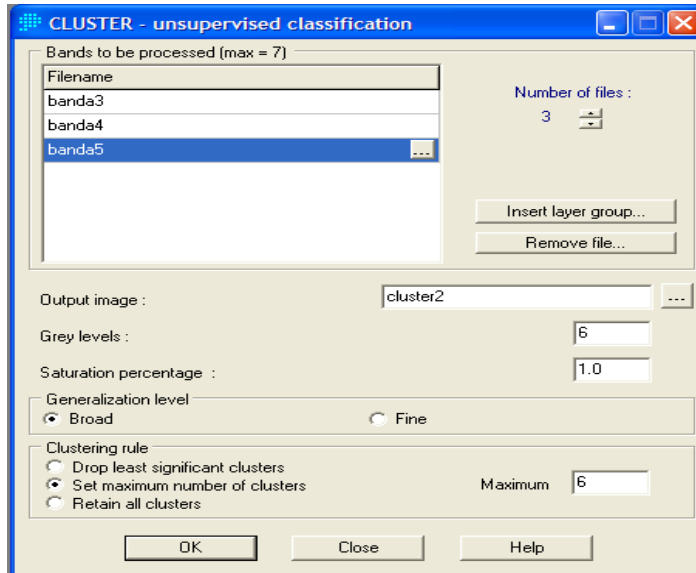 CLUSTER - unsupervised classification
Bands to be processed (max = 7)
Filename
banda3
banda4
banda5
...
Number of files :
3
Insert layer group...
Remove file...
Output image :
cluster2
...
Grey levels :
6
Saturation percentage :
1.0
Generalization level
Broad
Fine
Clustering rule
Drop least significant clusters
Set maximum number of clusters
Retain all clusters
Maximum
6
OK
Close
Help